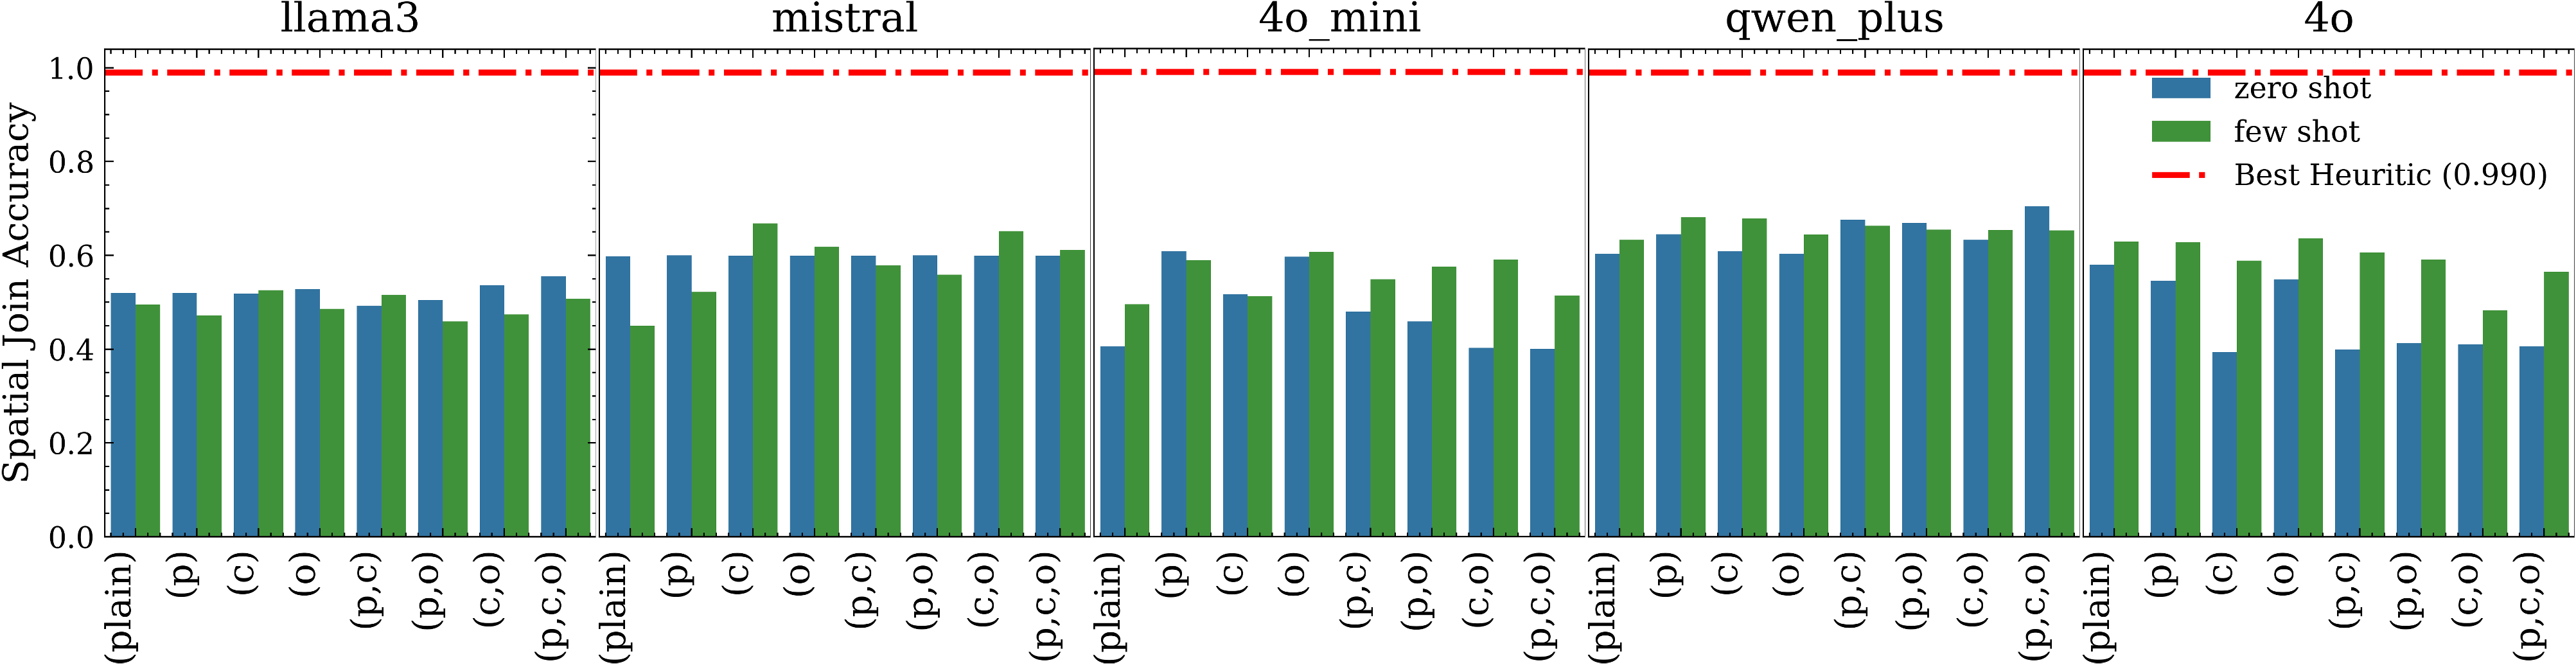 llama3 mistral 4o_mini qwen_plus 4o
Spatial Join Accuracy
1.0
0.8
0.6
0.4
0.2
0.0
zero shot
few shot
Best Heuritic (0.990)
(plain) (p) (c) (o) (p,c) (p,o) (c,o) (p,c,o)
(plain) (p) (c) (o) (p,c) (p,o) (c,o) (p,c,o)
(plain) (p) (c) (o) (p,c) (p,o) (c,o) (p,c,o)
(plain) (p) (c) (o) (p,c) (p,o) (c,o) (p,c,o)
(plain) (p) (c) (o) (p,c) (p,o) (c,o) (p,c,o)